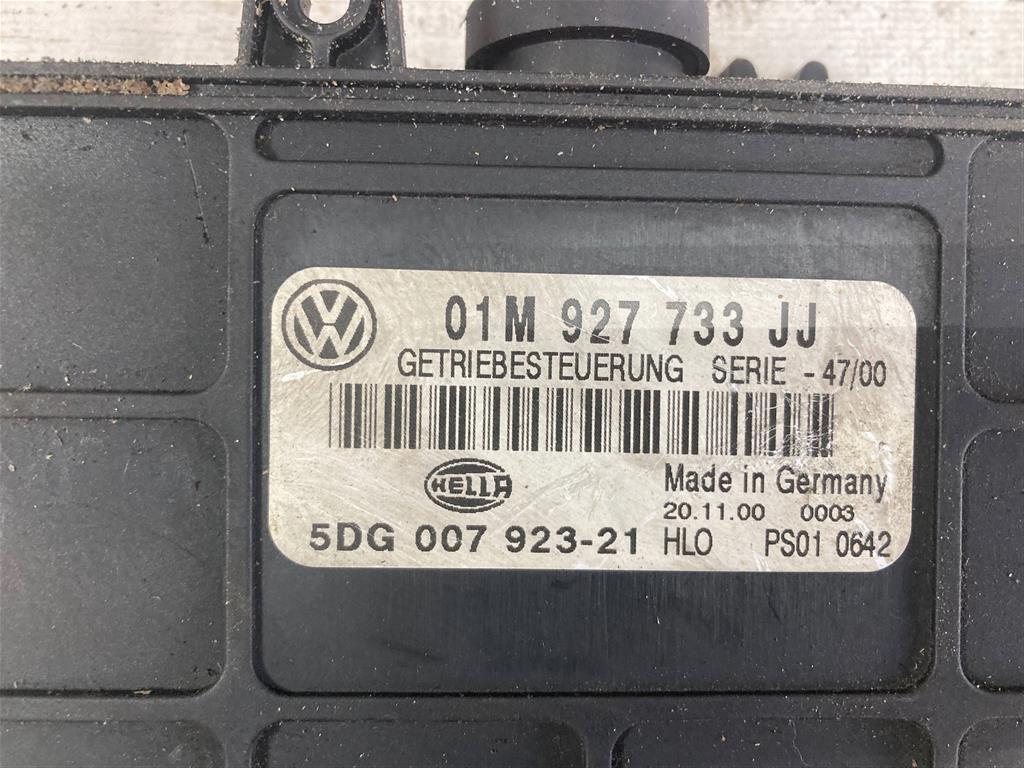 VW
01M 927 733 JJ
GETRIEBESTEUERUNG SERIE - 47/00
HELLA
Made in Germany
20.11.00 0003
5DG 007 923-21 HLO PS01 0642